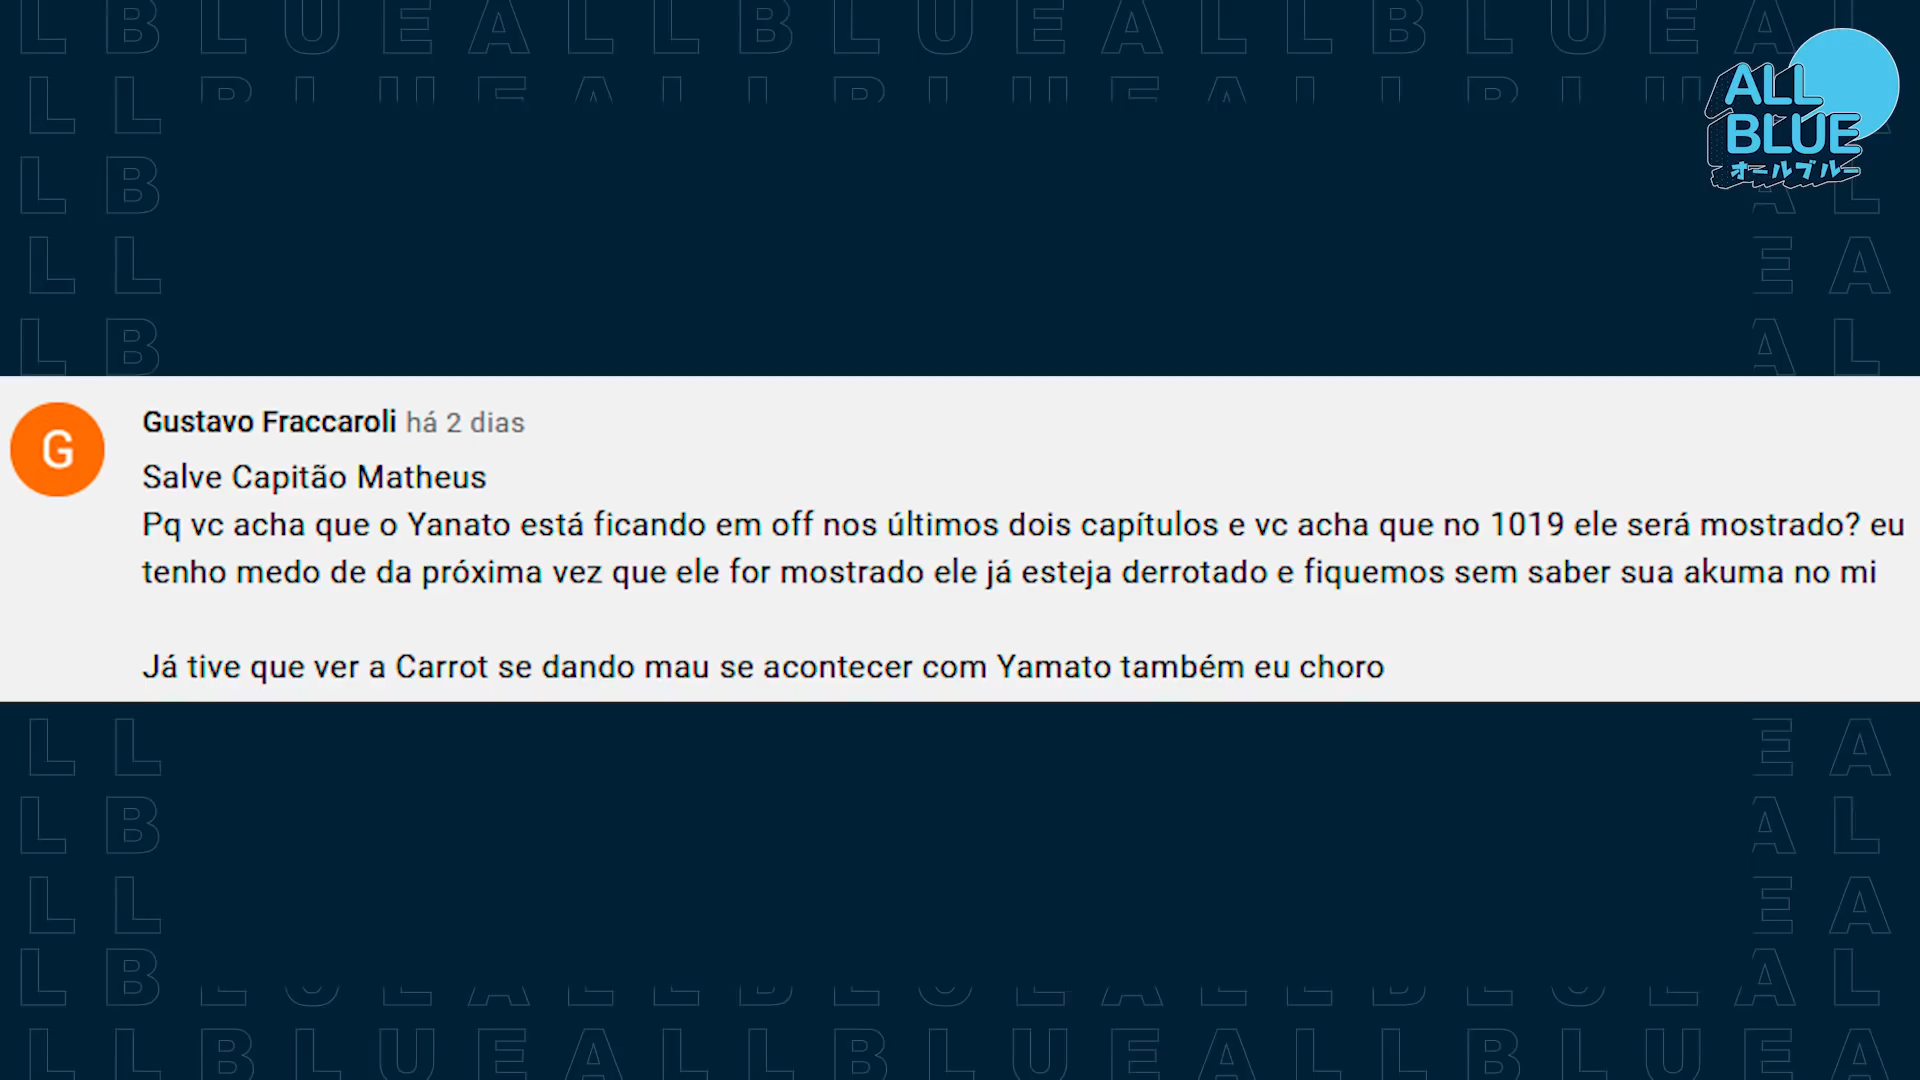 L B L U E A L L B L U E A L L B L U E A L
L L B L U E A L L B L U E A L L B L U
ALL
BLUE
オールブルー
L B A L
L L E A
L B A L
G
Gustavo Fraccaroli há 2 dias
Salve Capitão Matheus
Pq vc acha que o Yanato está ficando em off nos últimos dois capítulos e vc acha que no 1019 ele será mostrado? eu
tenho medo de da próxima vez que ele for mostrado ele já esteja derrotado e fiquemos sem saber sua akuma no mi
Já tive que ver a Carrot se dando mau se acontecer com Yamato também eu choro
L L E A
L B A L
L L E A
L B L U E A L L B L U E A L L B L U E A L
L L B L U E A L L B L U E A L L B L U E A